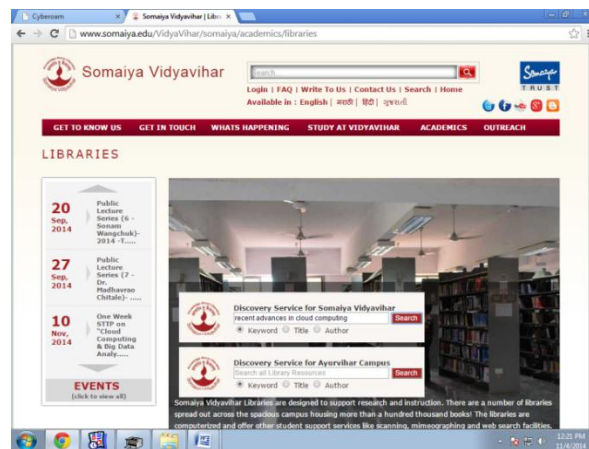 Cyberoam
Somaiya Vidyavihar | Libr
www.somaiya.edu/VidyaVihar/somaiya/academics/libraries
Somaiya Vidyavihar
Search...
Somaiya
TRUST
Login | FAQ | Write To Us | Contact Us | Search | Home
Available in : English | मराठी | हिंदी | ગુજરાતી
GET TO KNOW US GET IN TOUCH WHATS HAPPENING STUDY AT VIDYAVIHAR ACADEMICS OUTREACH
LIBRARIES
20
Sep,
2014
Public
Lecture
Series (6 -
Sonam
Wangchuk)-
2014 -T.....
27
Sep,
2014
Public
Lecture
Series (7 -
Dr.
Madhavrao
Chitale)- .....
10
Nov,
2014
One Week
STTP on
"Cloud
Computing
& Big Data
Analy.....
EVENTS
(click to view all)
Discovery Service for Somaiya Vidyavihar
recent advances in cloud computing Search
Keyword Title Author
Discovery Service for Ayurvihar Campus
Search all Library Resources Search
Keyword Title Author
Somaiya Vidyavihar Libraries are designed to support research and instruction. There are a number of libraries
spread out across the spacious campus housing more than a hundred thousand books! The libraries are
computerized and offer other student support services like scanning, mimeographing and web search facilities.
12:21 PM
11/4/2014